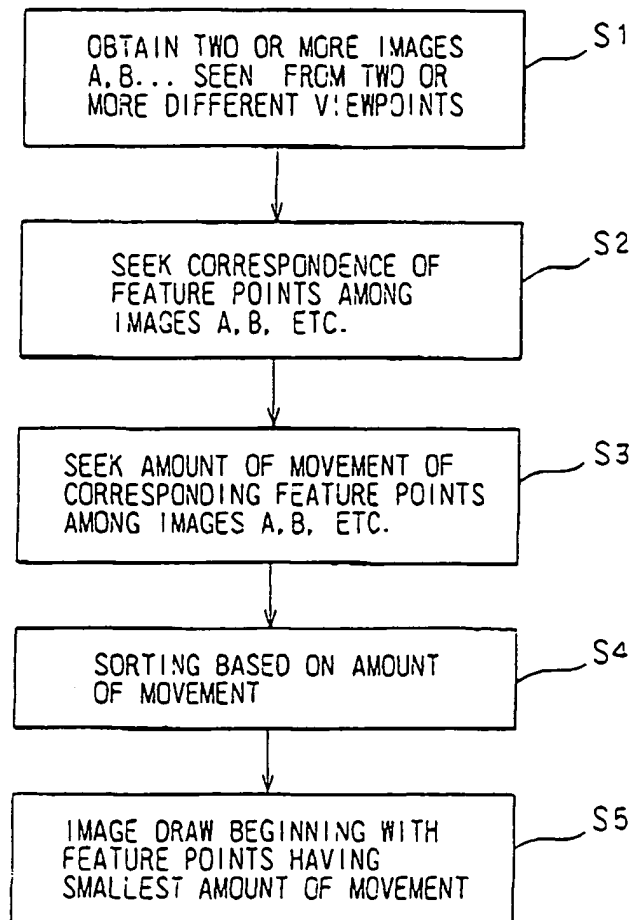 OBTAIN TWO OR MORE IMAGES
A,B... SEEN FROM TWO OR
MORE DIFFERENT VIEWPOINTS
S1
SEEK CORRESPONDENCE OF
FEATURE POINTS AMONG
IMAGES A,B, ETC.
S2
SEEK AMOUNT OF MOVEMENT OF
CORRESPONDING FEATURE POINTS
AMONG IMAGES A,B, ETC.
S3
SORTING BASED ON AMOUNT
OF MOVEMENT
S4
IMAGE DRAW BEGINNING WITH
FEATURE POINTS HAVING
SMALLEST AMOUNT OF MOVEMENT
S5